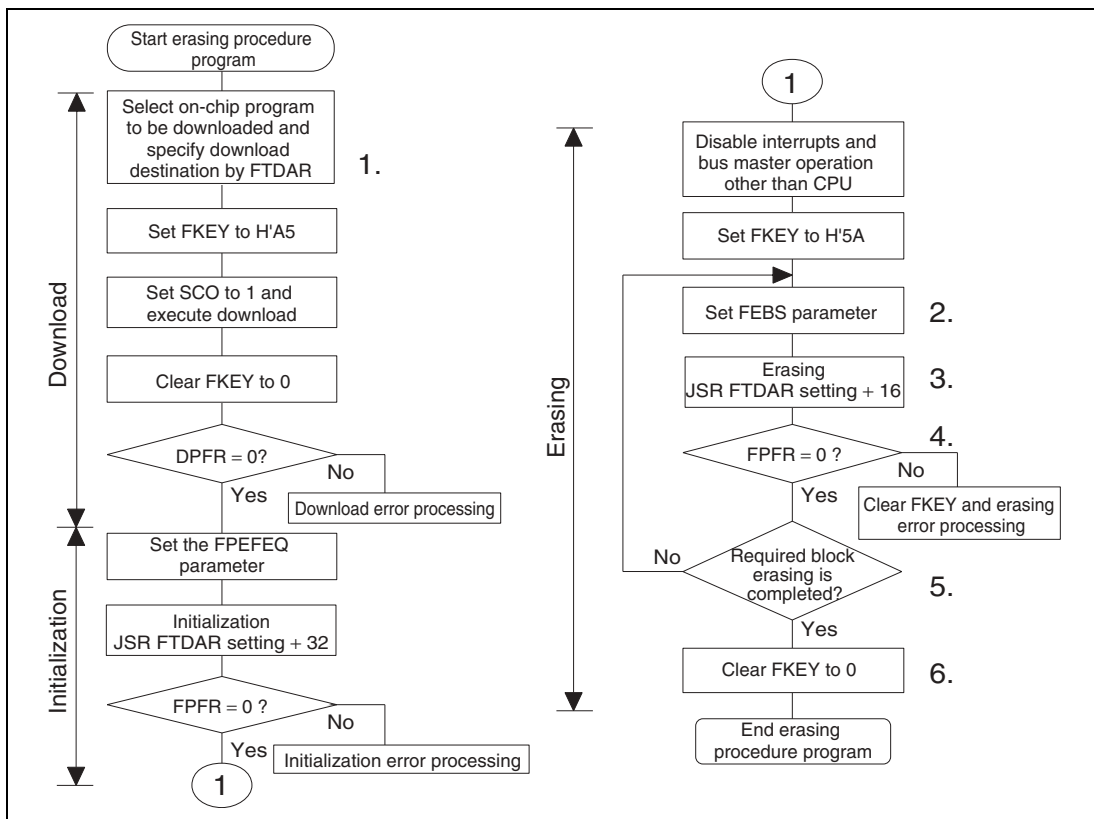 Start erasing procedure
program
Download
Select on-chip program
to be downloaded and
specify download
destination by FTDAR
1.
Set FKEY to H'A5
Set SCO to 1 and
execute download
Clear FKEY to 0
DPFR = 0?
No
Yes
Download error processing
Initialization
Set the FPEFEQ
parameter
Initialization
JSR FTDAR setting + 32
FPFR = 0 ?
No
Yes
Initialization error processing
1
1
Erasing
Disable interrupts and
bus master operation
other than CPU
Set FKEY to H'5A
Set FEBS parameter
2.
Erasing
JSR FTDAR setting + 16
3.
4.
FPFR = 0 ?
No
Yes
Clear FKEY and erasing
error processing
No
Required block
erasing is
completed?
5.
Yes
Clear FKEY to 0
6.
End erasing
procedure program